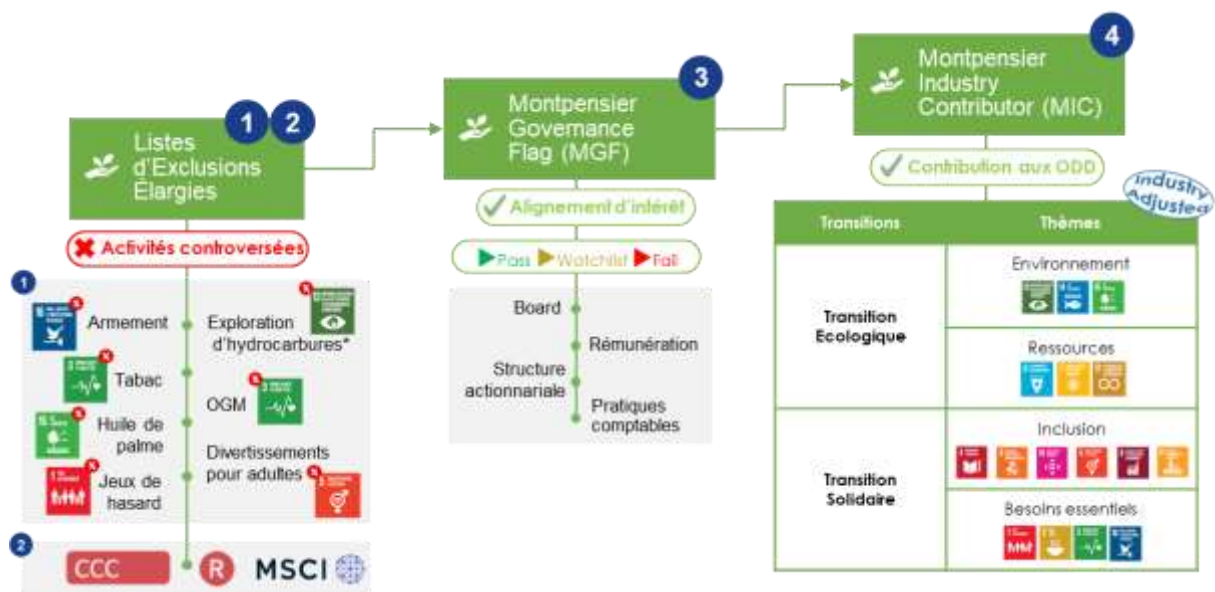 1
2
Listes
d'Exclusions
Élargies
Activités controversées
1
Armement
Exploration
d'hydrocarbures*
Tabac
OGM
Huile de
palme
Divertissements
pour adultes
Jeux de
hasard
2
CCC
R
MSCI
3
Montpensier
Governance
Flag (MGF)
Alignement d'intérêt
Pass
Watchlist
Fail
Board
Rémunération
Structure
actionnariale
Pratiques
comptables
4
Montpensier
Industry
Contributor (MIC)
Contribution aux ODD
Industry
Adjusted
Transitions
Thèmes
Transition
Ecologique
Environnement
Ressources
Transition
Solidaire
Inclusion
Besoins essentiels